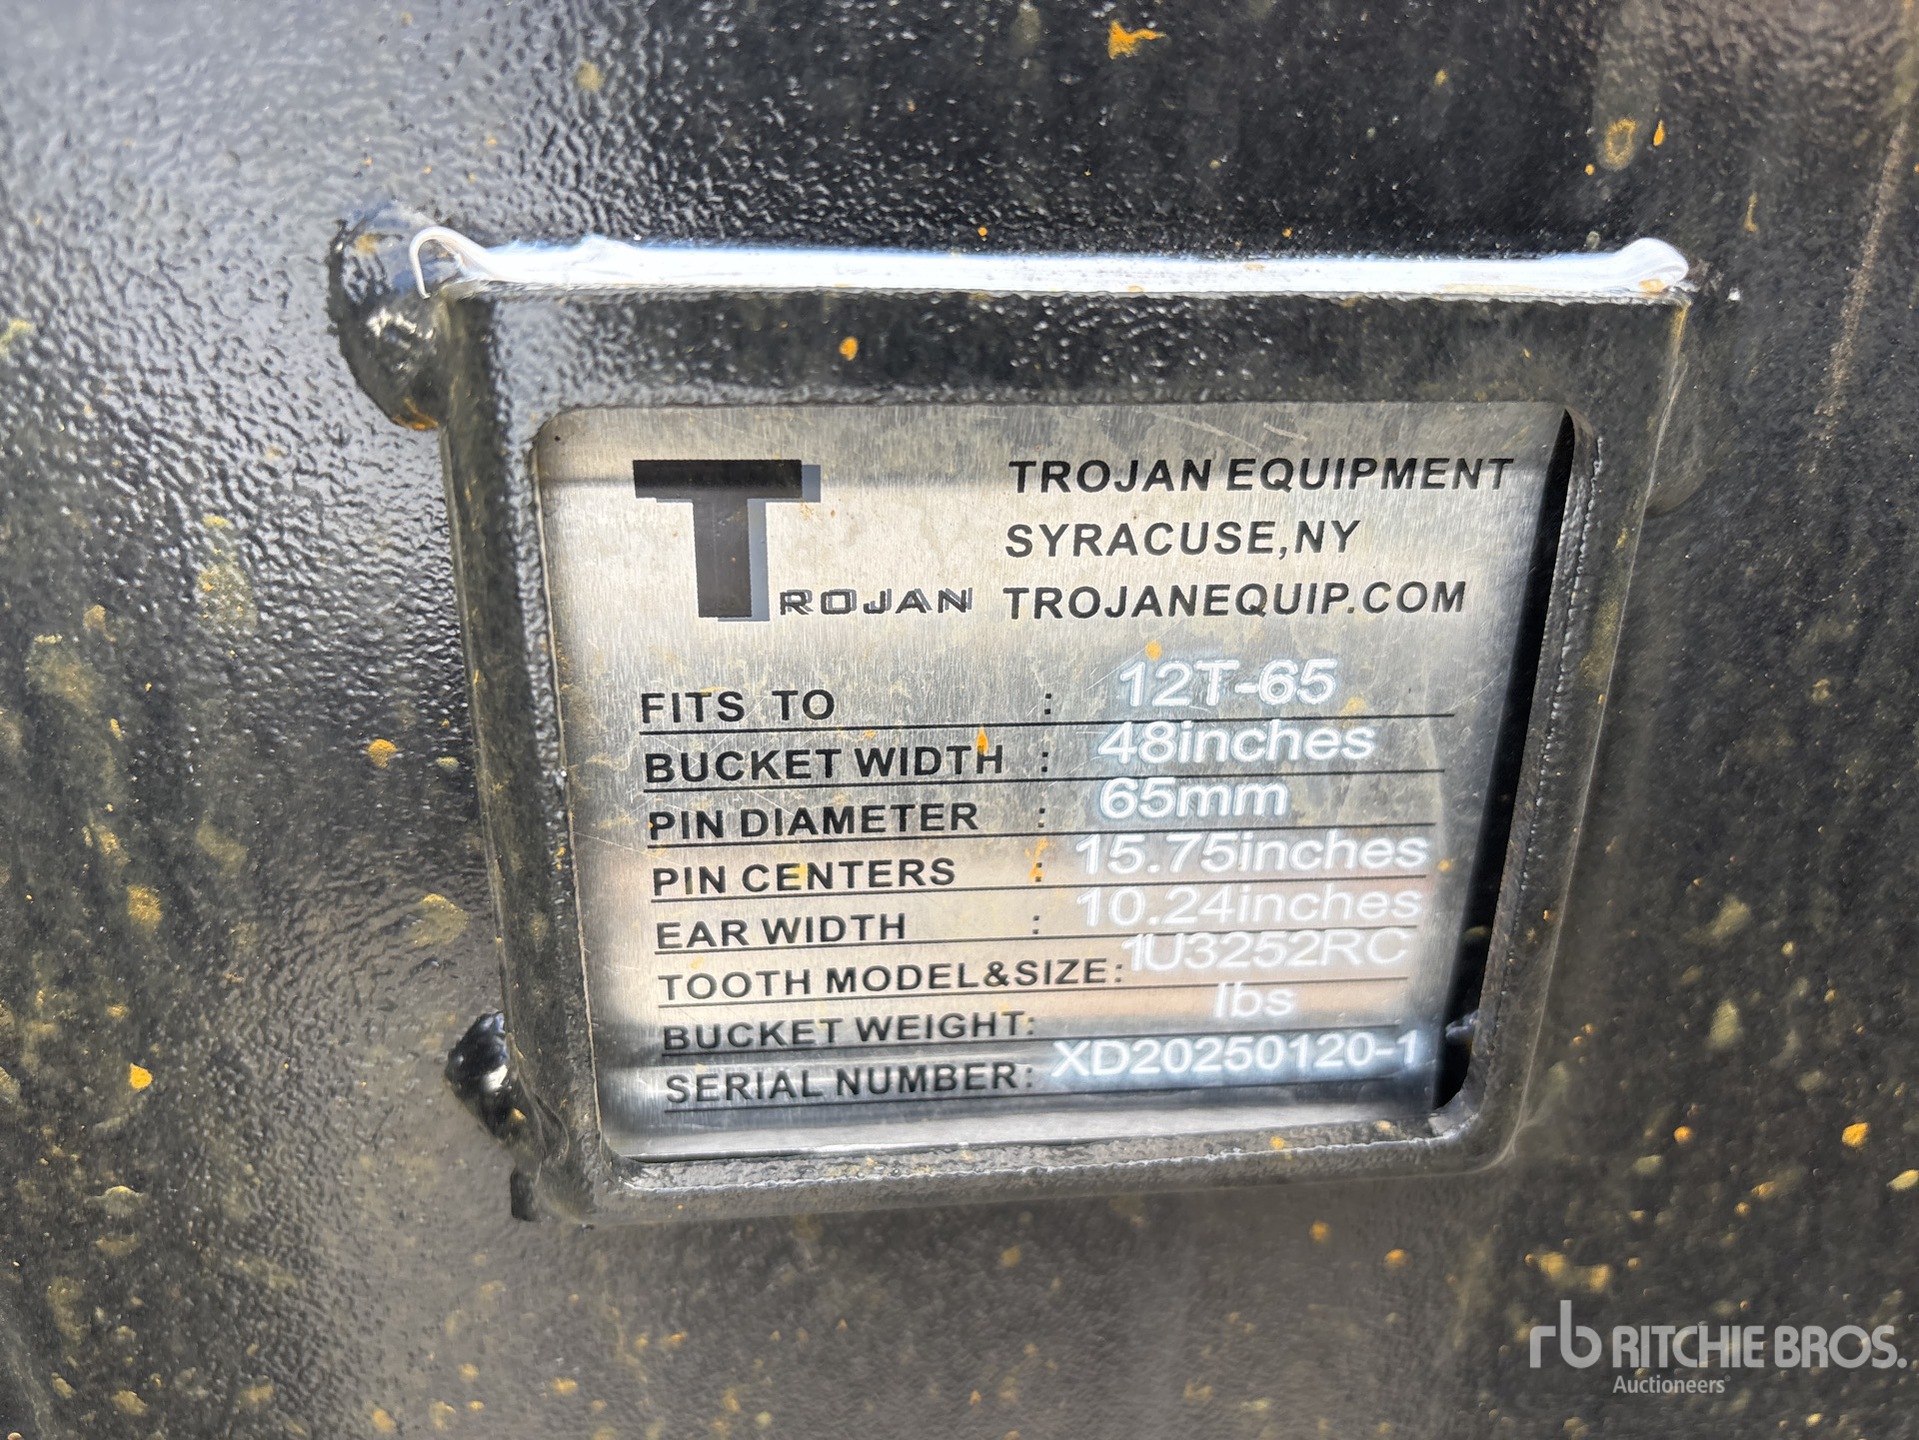 TROJAN
TROJAN EQUIPMENT
SYRACUSE,NY
TROJANEQUIP.COM
FITS TO : 12T-65
BUCKET WIDTH : 48inches
PIN DIAMETER : 65mm
PIN CENTERS : 15.75inches
EAR WIDTH : 10.24inches
TOOTH MODEL&SIZE: 1U3252RC
BUCKET WEIGHT: lbs
SERIAL NUMBER: XD20250120-1
rb RITCHIE BROS.
Auctioneers